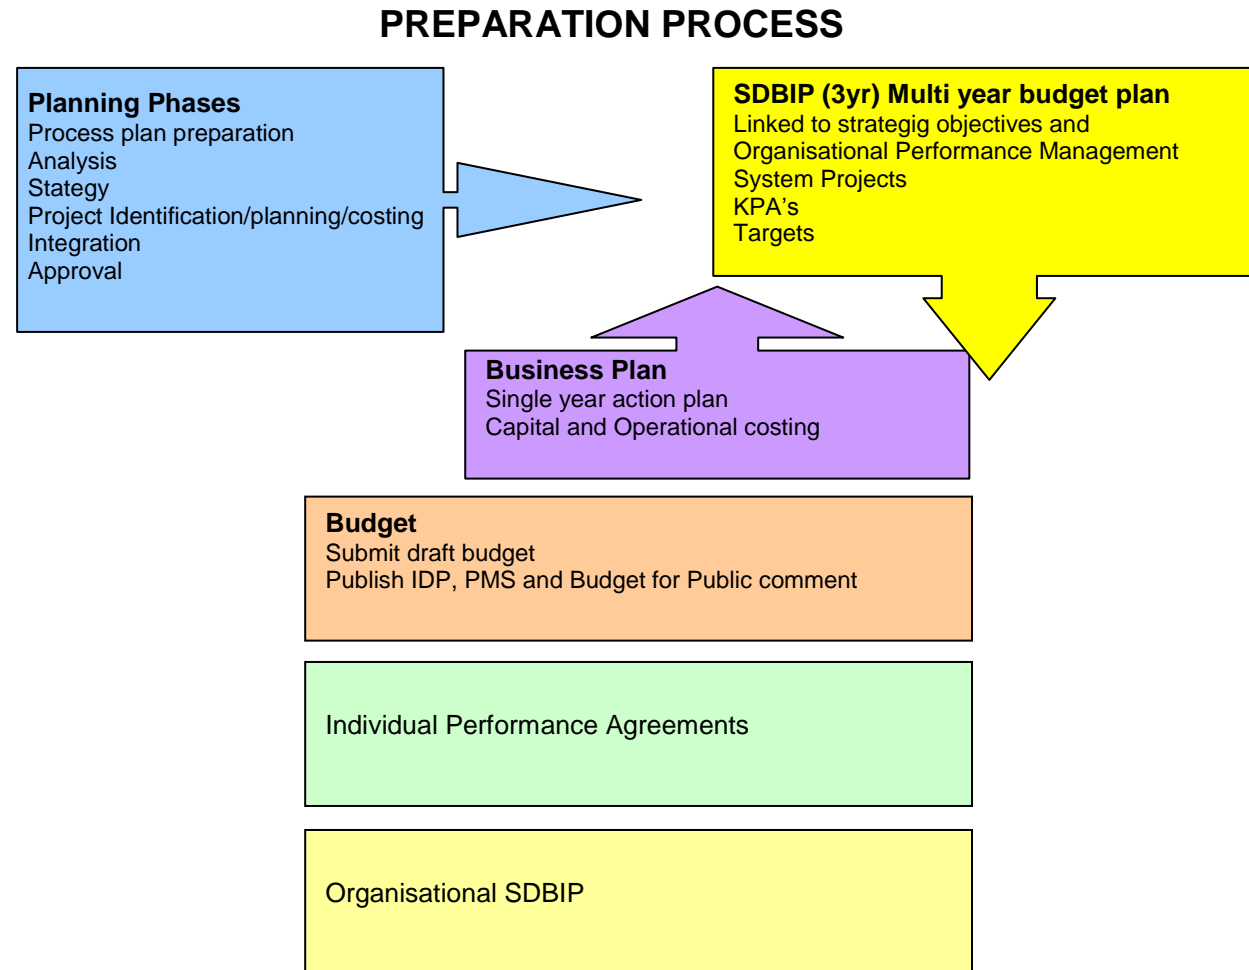 PREPARATION PROCESS
Planning Phases
Process plan preparation
Analysis
Stategy
Project Identification/planning/costing
Integration
Approval
SDBIP (3yr) Multi year budget plan
Linked to strategig objectives and
Organisational Performance Management
System Projects
KPA's
Targets
Business Plan
Single year action plan
Capital and Operational costing
Budget
Submit draft budget
Publish IDP, PMS and Budget for Public comment
Individual Performance Agreements
Organisational SDBIP